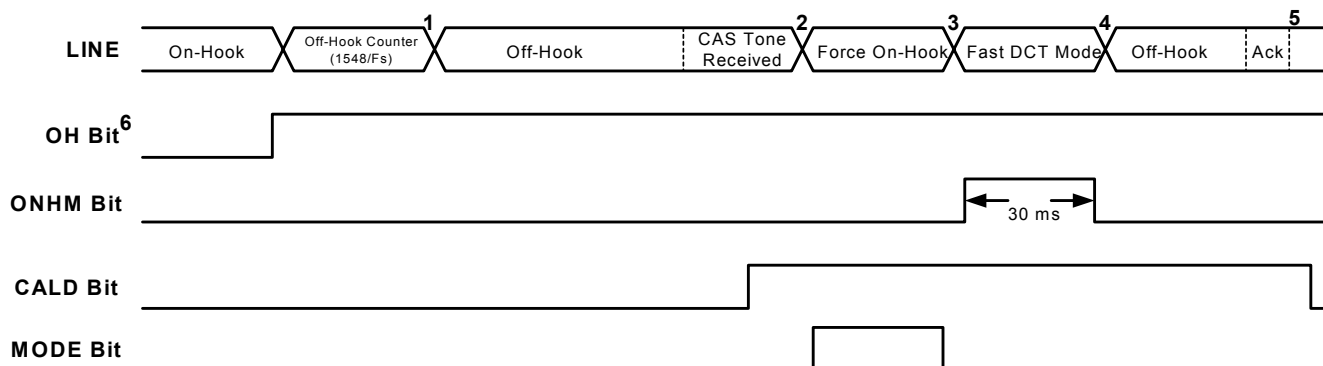 1 2 3 4 5
LINE
On-Hook
Off-Hook Counter
(1548/Fs)
Off-Hook
CAS Tone
Received
Force On-Hook
Fast DCT Mode
Off-Hook
Ack
OH Bit6
ONHM Bit
30 ms
CALD Bit
MODE Bit